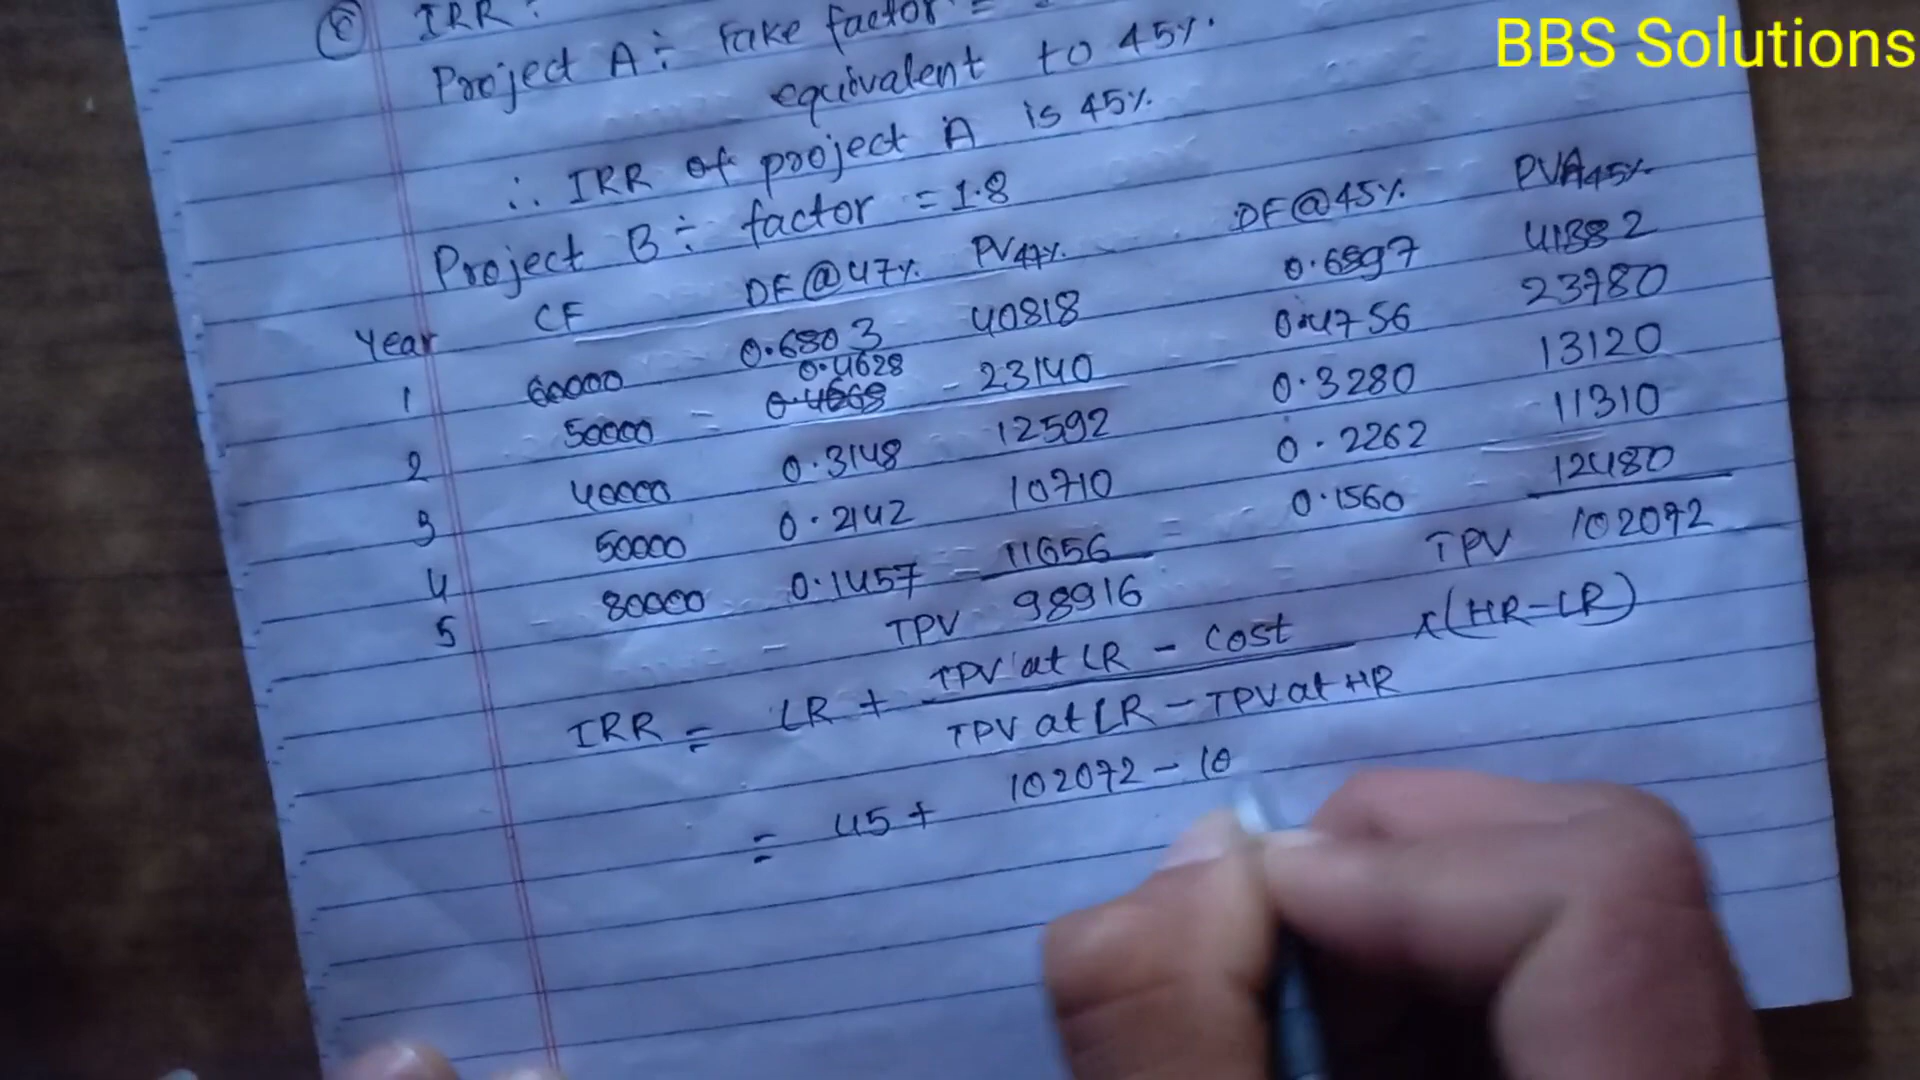 BBS Solutions
⑧ IRR:
Project A÷ Fake factor =
equivalent to 45%.
∴ IRR of project A is 45%.
Project B÷ factor = 1.8
Year CF DF@47% PV47% DF@45% PVA45%
1 60000 0.6803 40818 0.6897 41382
0.4628
2 50000 0.4668 23140 0.4756 23780
3 40000 0.3148 12592 0.3280 13120
4 50000 0.2142 10710 0.2262 11310
5 80000 0.1457 11656 0.1560 12480
TPV 98916 TPV 102072
IRR = LR + TPV at LR - Cost x(HR-LR)
TPV at LR - TPV at HR
= 45 + 102072 - 10